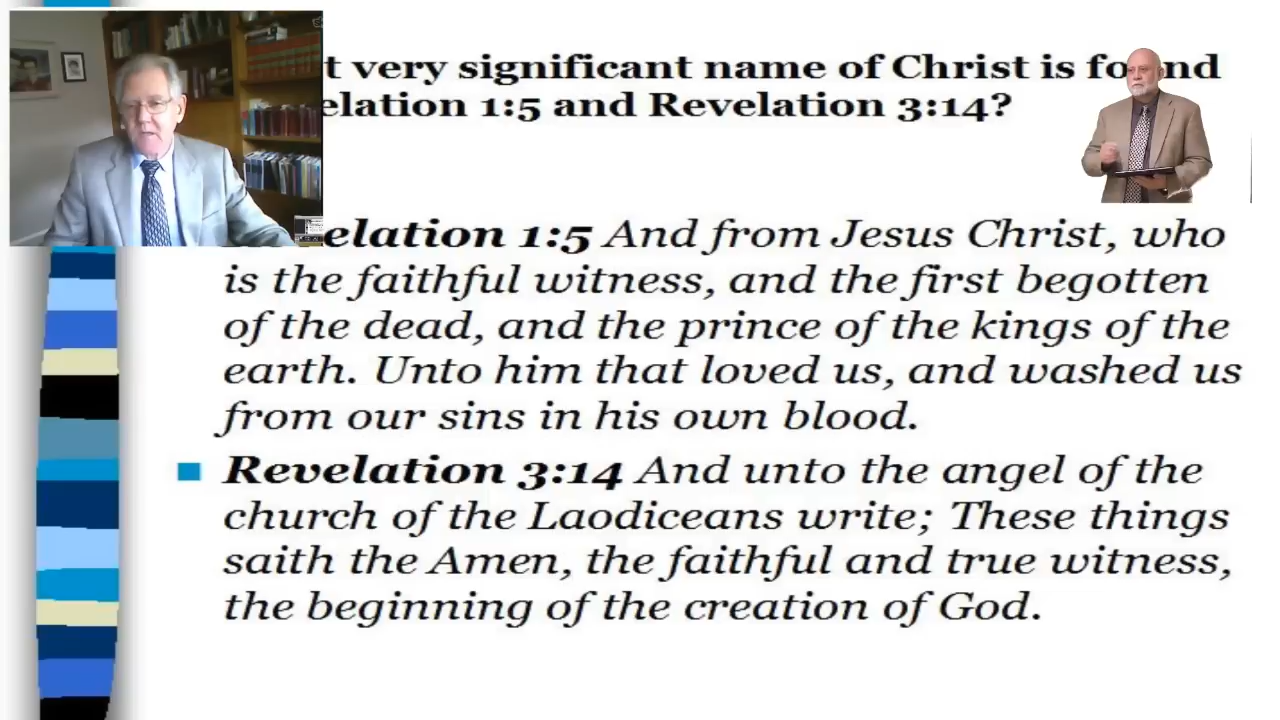 t very significant name of Christ is found
elation 1:5 and Revelation 3:14?
elation 1:5 And from Jesus Christ, who
is the faithful witness, and the first begotten
of the dead, and the prince of the kings of the
earth. Unto him that loved us, and washed us
from our sins in his own blood.
Revelation 3:14 And unto the angel of the
church of the Laodiceans write; These things
saith the Amen, the faithful and true witness,
the beginning of the creation of God.